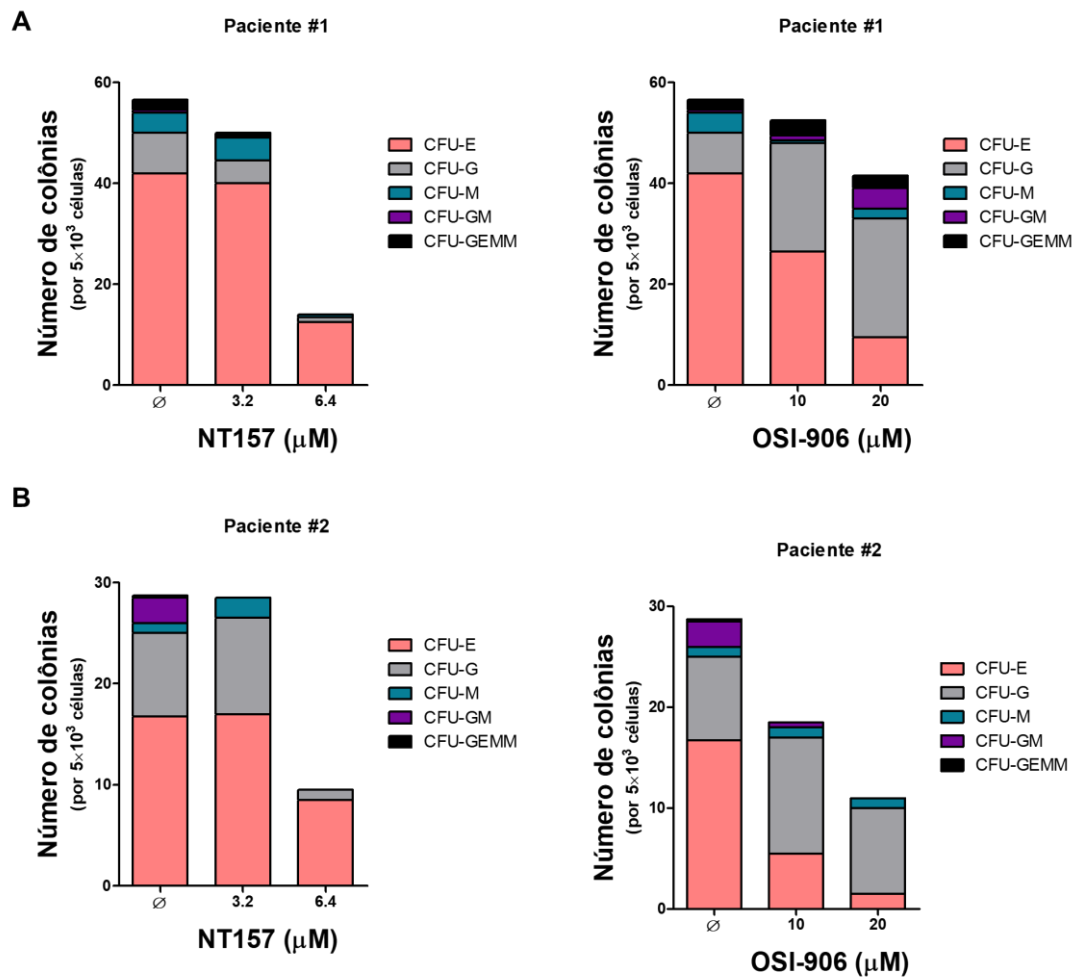 A
Paciente #1
Número de colônias
(por 5×10³ células)
60
40
20
0
∅
3.2
6.4
NT157 (μM)
CFU-E
CFU-G
CFU-M
CFU-GM
CFU-GEMM
Paciente #1
Número de colônias
(por 5×10³ células)
60
40
20
0
∅
10
20
OSI-906 (μM)
CFU-E
CFU-G
CFU-M
CFU-GM
CFU-GEMM
B
Paciente #2
Número de colônias
(por 5×10³ células)
30
20
10
0
∅
3.2
6.4
NT157 (μM)
CFU-E
CFU-G
CFU-M
CFU-GM
CFU-GEMM
Paciente #2
Número de colônias
(por 5×10³ células)
30
20
10
0
∅
10
20
OSI-906 (μM)
CFU-E
CFU-G
CFU-M
CFU-GM
CFU-GEMM